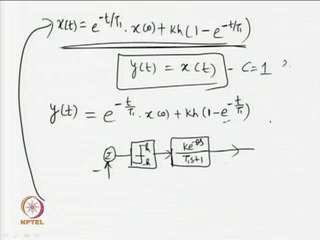 x(t) = e^{-t/T₁} . x(0) + Kh (1 - e^{-t/T₁})
y(t) = x(t) - C = 1
y(t) = e^{-t/T₁} . x(0) + Kh (1 - e^{-t/T₁})
Σ h h Ke^{-θs}/T₁s+1
-
NPTEL